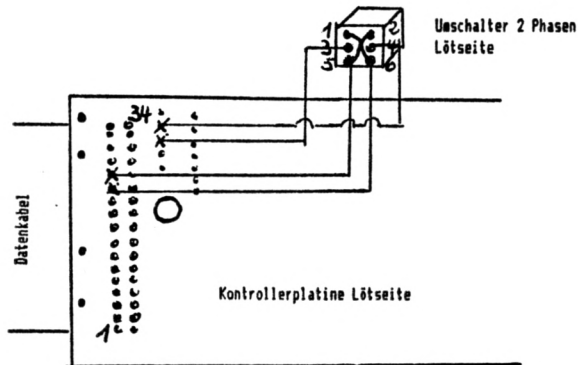 Umschalter 2 Phasen
Lötseite
1 2
3 4
5 6
34
Datenkabel
Kontrollerplatine Lötseite
1